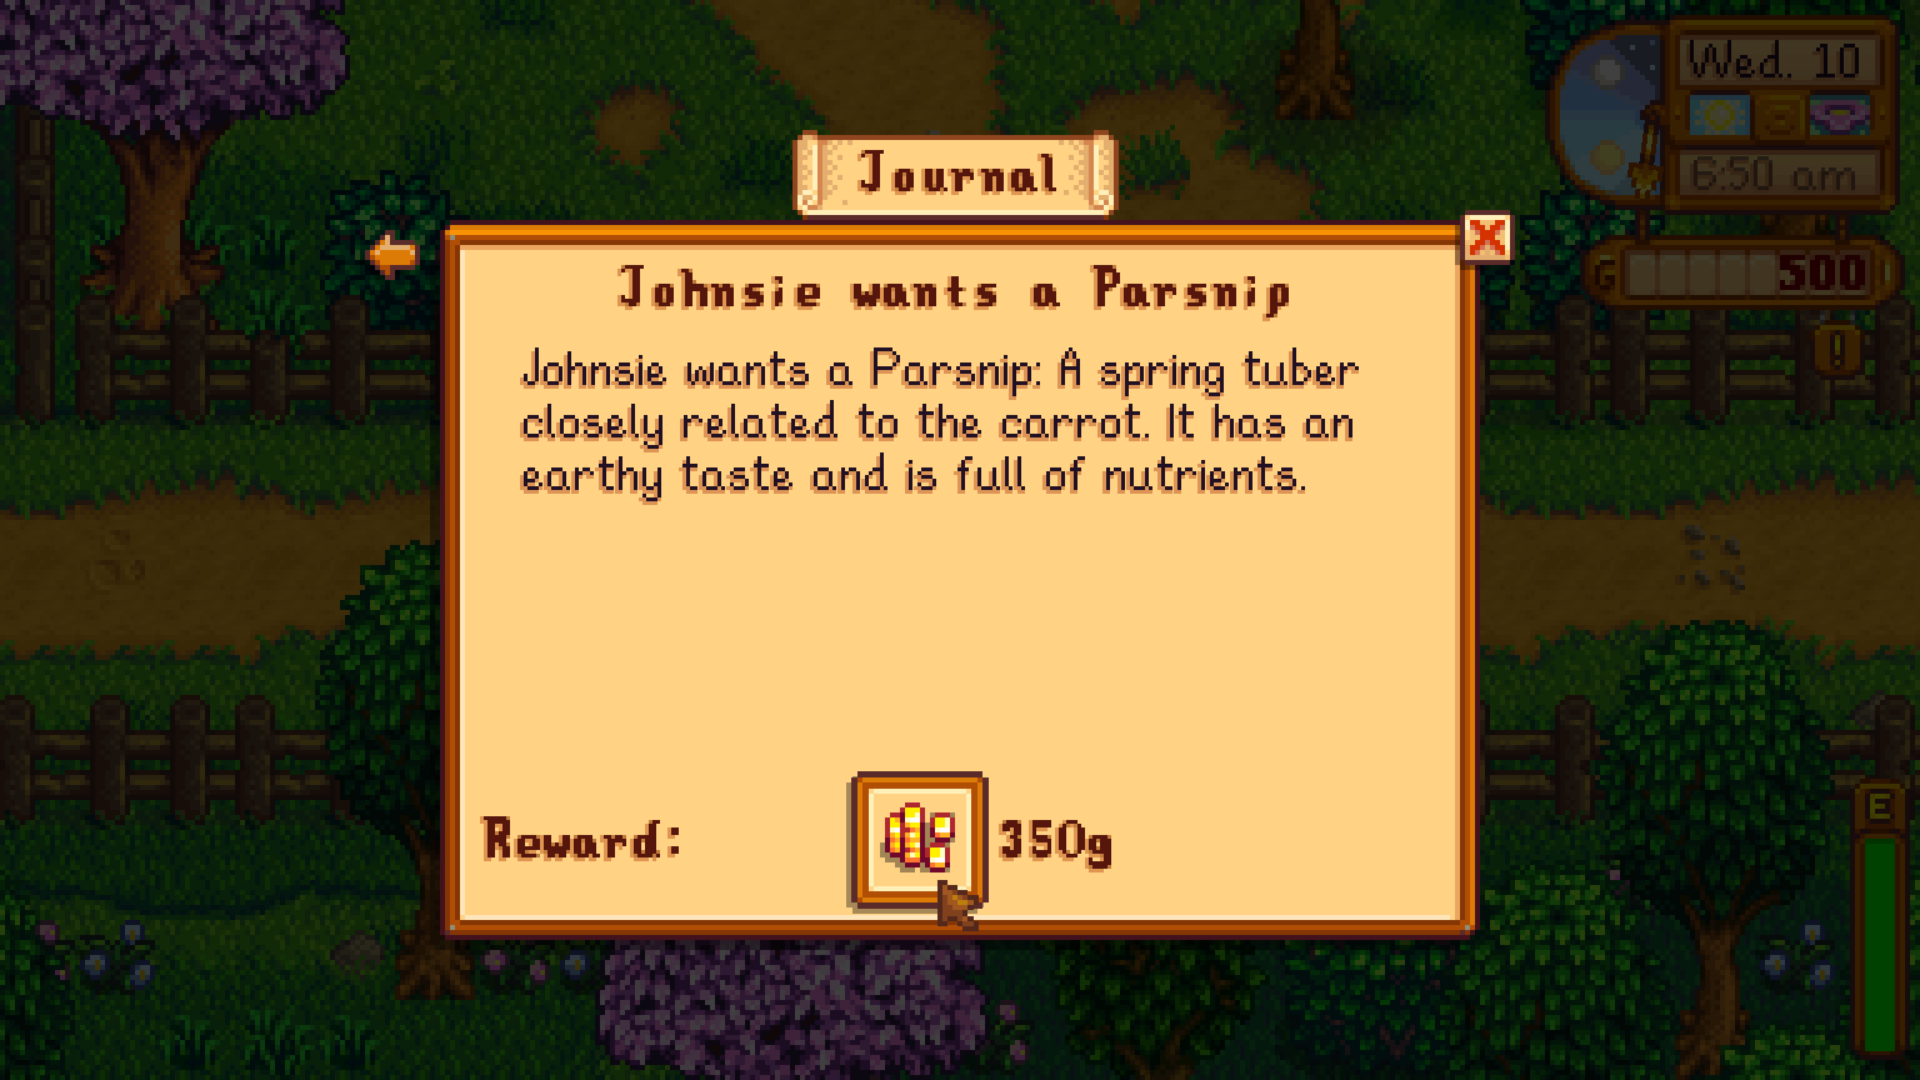 Wed. 10
6:50 am
G 500
!
Journal
Johnsie wants a Parsnip
Johnsie wants a Parsnip: A spring tuber
closely related to the carrot. It has an
earthy taste and is full of nutrients.
Reward: 350g
E